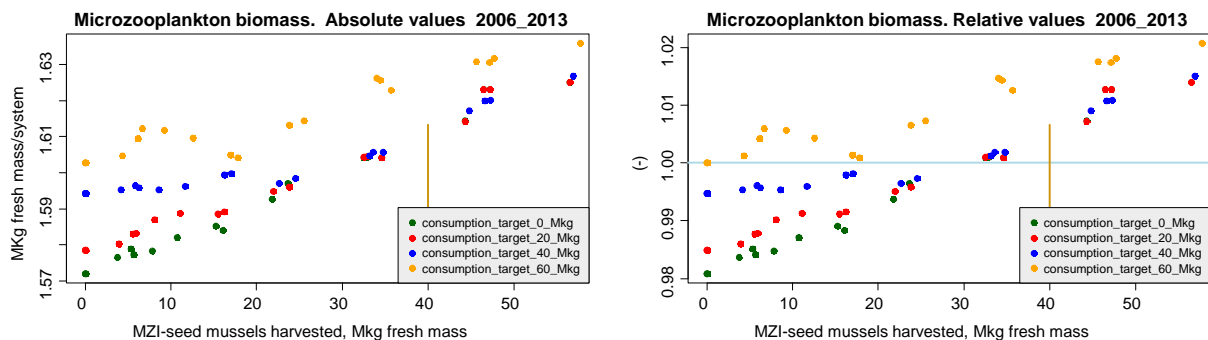 Microzooplankton biomass.  Absolute values  2006_2013
MKg fresh mass/system
1.63
1.61
1.59
1.57
consumption_target_0_Mkg
consumption_target_20_Mkg
consumption_target_40_Mkg
consumption_target_60_Mkg
0 10 20 30 40 50
MZI-seed mussels harvested, Mkg fresh mass
Microzooplankton biomass. Relative values  2006_2013
(-)
1.02
1.01
1.00
0.99
0.98
consumption_target_0_Mkg
consumption_target_20_Mkg
consumption_target_40_Mkg
consumption_target_60_Mkg
0 10 20 30 40 50
MZI-seed mussels harvested, Mkg fresh mass